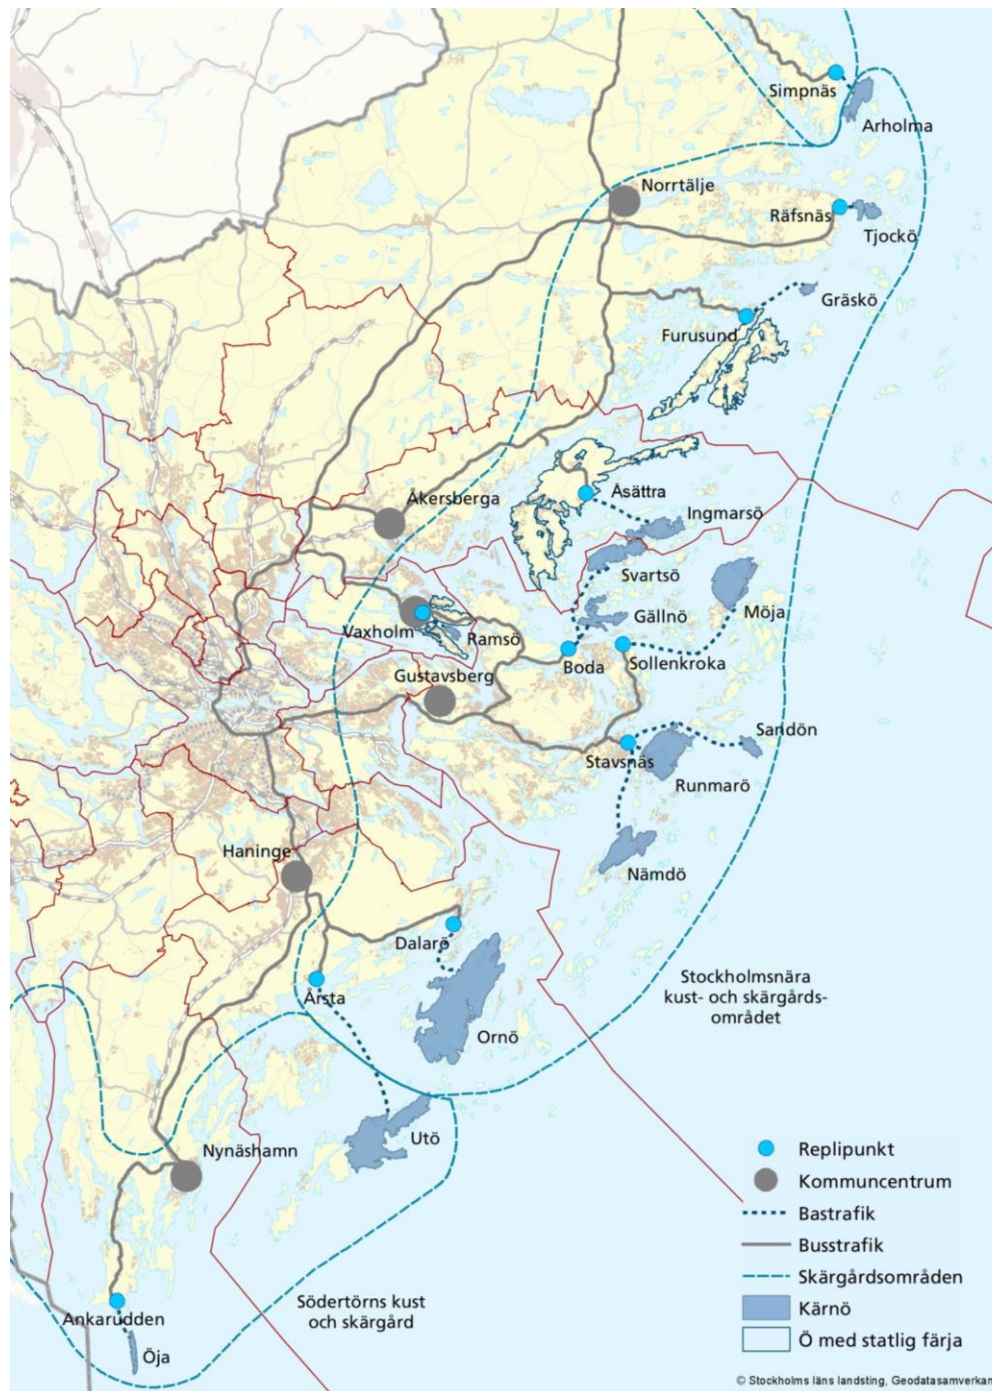 Simpnäs
Arholma
Norrtälje
Räfsnäs
Tjockö
Gräskö
Furusund
Åkersberga
Åsättra
Ingmarsö
Svartsö
Möja
Gällnö
Vaxholm
Ramsö
Boda
Sollenkroka
Gustavsberg
Sandön
Stavsnäs
Runmarö
Haninge
Nämdö
Dalarö
Årsta
Stockholmsnära
kust- och skärgårds-
området
Ornö
Utö
Nynäshamn
Södertörns kust
och skärgård
Ankarudden
Öja
Replipunkt
Kommuncentrum
Bastrafik
Busstrafik
Skärgårdsområden
Kärnö
Ö med statlig färja
© Stockholms läns landsting, Geodatasamverkan